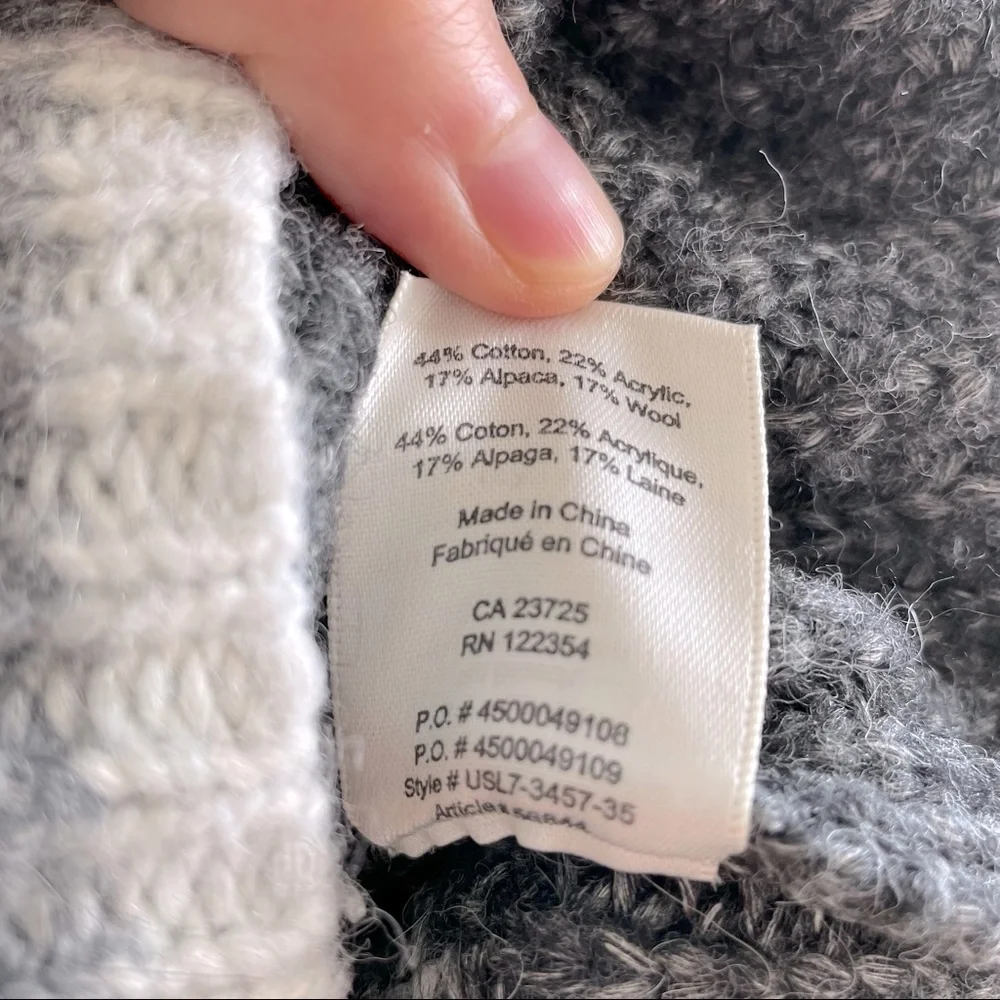 44% Cotton, 22% Acrylic,
17% Alpaca, 17% Wool
44% Coton, 22% Acrylique,
17% Alpaga, 17% Laine
Made in China
Fabriqué en Chine
CA 23725
RN 122354
P.O. # 4500049108
P.O. # 4500049109
Style # USL7-3457-35
Article#